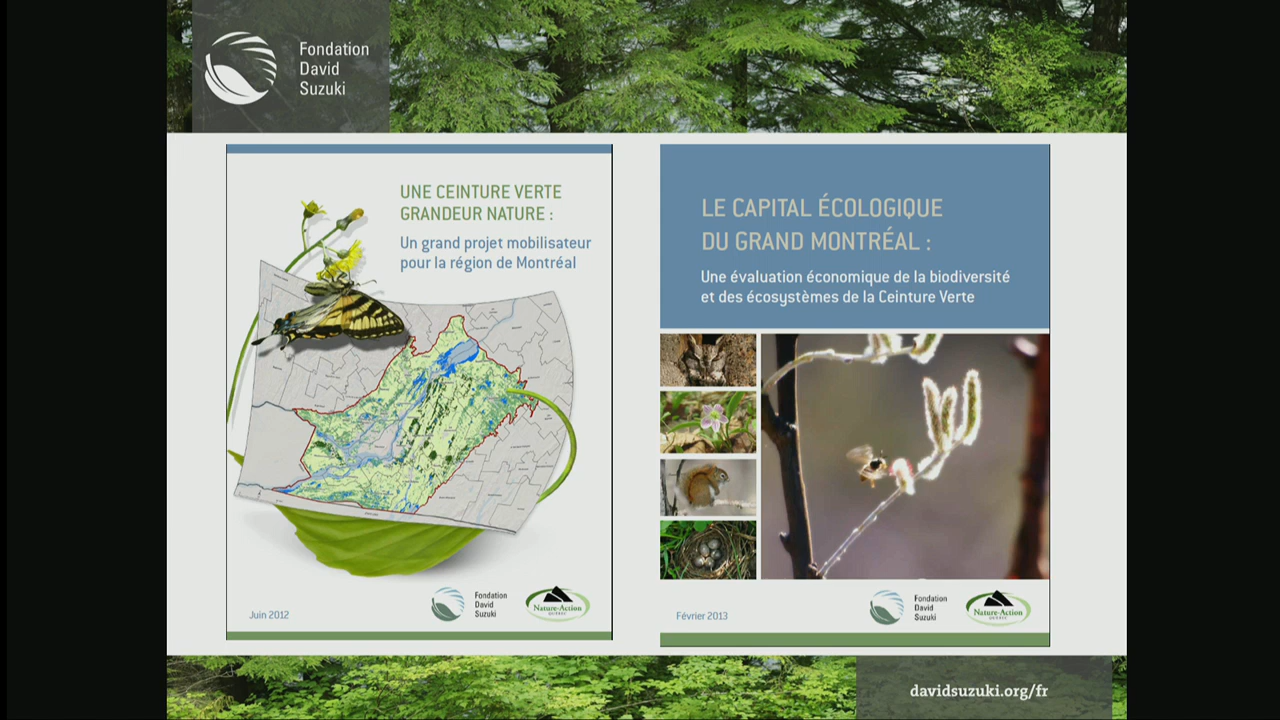 Fondation
David
Suzuki
UNE CEINTURE VERTE
GRANDEUR NATURE :
Un grand projet mobilisateur
pour la région de Montréal
Juin 2012
Fondation
David
Suzuki
Nature-Action
QUÉBEC
LE CAPITAL ÉCOLOGIQUE
DU GRAND MONTRÉAL :
Une évaluation économique de la biodiversité
et des écosystèmes de la Ceinture Verte
Février 2013
Fondation
David
Suzuki
Nature-Action
QUÉBEC
davidsuzuki.org/fr